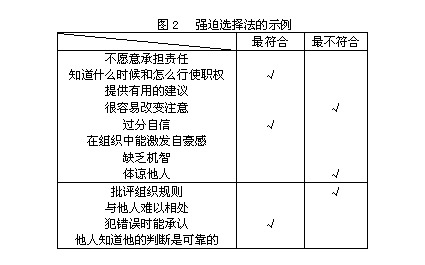 图 2 强迫选择法的示例
最符合 最不符合
不愿意承担责任
知道什么时候和怎么行使职权 √
提供有用的建议
很容易改变注意 √
过分自信 √
在组织中能激发自豪感
缺乏机智
体谅他人 √
批评组织规则 √
与他人难以相处
犯错误时能承认 √
他人知道他的判断是可靠的